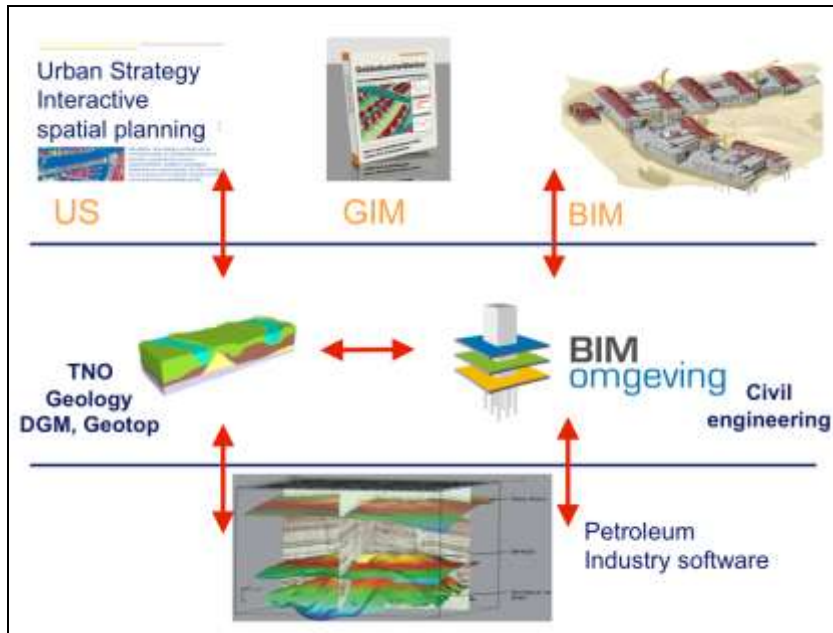 Urban Strategy
Interactive
spatial planning
US
GIM
BIM
TNO
Geology
DGM, Geotop
BIM
omgeving
Civil
engineering
Petroleum
Industry software